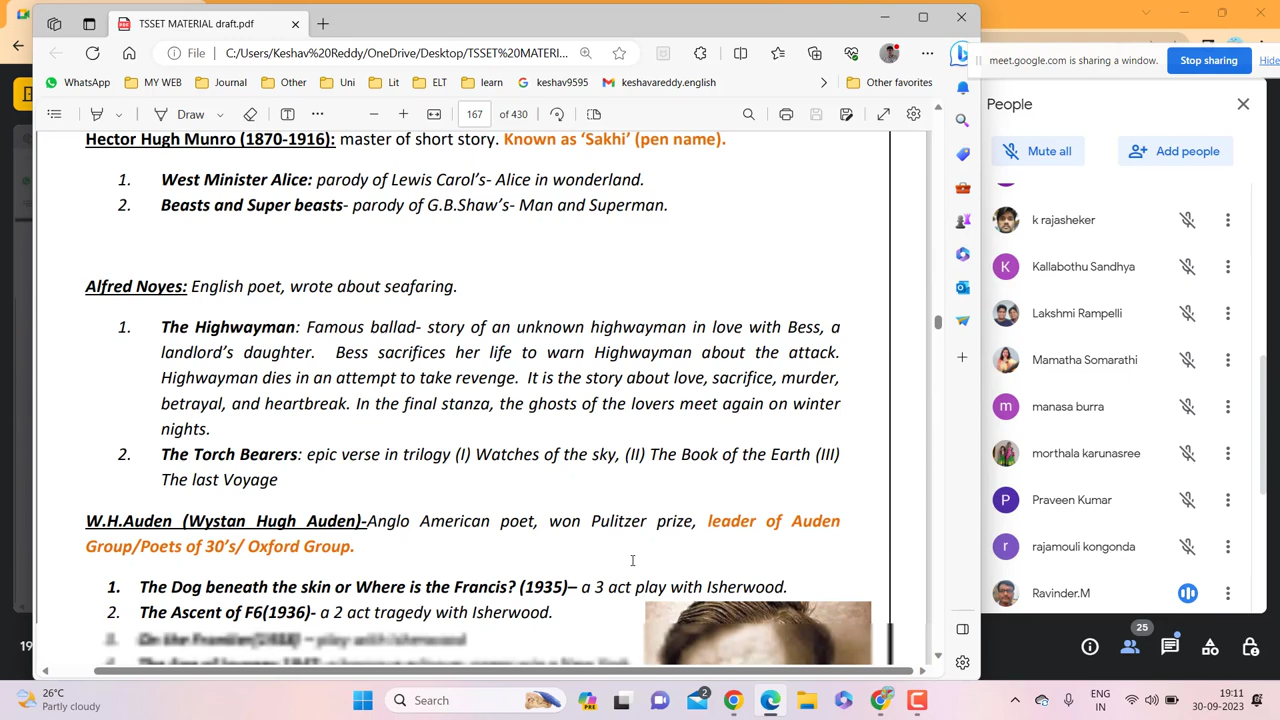 TSSET MATERIAL draft.pdf
File
C:/Users/Keshav%20Reddy/OneDrive/Desktop/TSSET%20MATERI...
meet.google.com is sharing a window.
Stop sharing
Hide
WhatsApp
MY WEB
Journal
Other
Uni
Lit
ELT
learn
keshav9595
keshavareddy.english
Other favorites
Draw
167
of 430
People
Mute all
Add people
Hector Hugh Munro (1870-1916): master of short story. Known as ‘Sakhi’ (pen name).
1. West Minister Alice: parody of Lewis Carol’s- Alice in wonderland.
2. Beasts and Super beasts- parody of G.B.Shaw’s- Man and Superman.
Alfred Noyes: English poet, wrote about seafaring.
1. The Highwayman: Famous ballad- story of an unknown highwayman in love with Bess, a
landlord’s daughter. Bess sacrifices her life to warn Highwayman about the attack.
Highwayman dies in an attempt to take revenge. It is the story about love, sacrifice, murder,
betrayal, and heartbreak. In the final stanza, the ghosts of the lovers meet again on winter
nights.
2. The Torch Bearers: epic verse in trilogy (I) Watches of the sky, (II) The Book of the Earth (III)
The last Voyage
W.H.Auden (Wystan Hugh Auden)-Anglo American poet, won Pulitzer prize, leader of Auden
Group/Poets of 30’s/ Oxford Group.
1. The Dog beneath the skin or Where is the Francis? (1935)– a 3 act play with Isherwood.
2. The Ascent of F6(1936)- a 2 act tragedy with Isherwood.
k rajasheker
K
Kallabothu Sandhya
Lakshmi Rampelli
Mamatha Somarathi
m
manasa burra
morthala karunasree
P
Praveen Kumar
r
rajamouli kongonda
Ravinder.M
25
19
26°C
Partly cloudy
Search
2
ENG
IN
19:11
30-09-2023